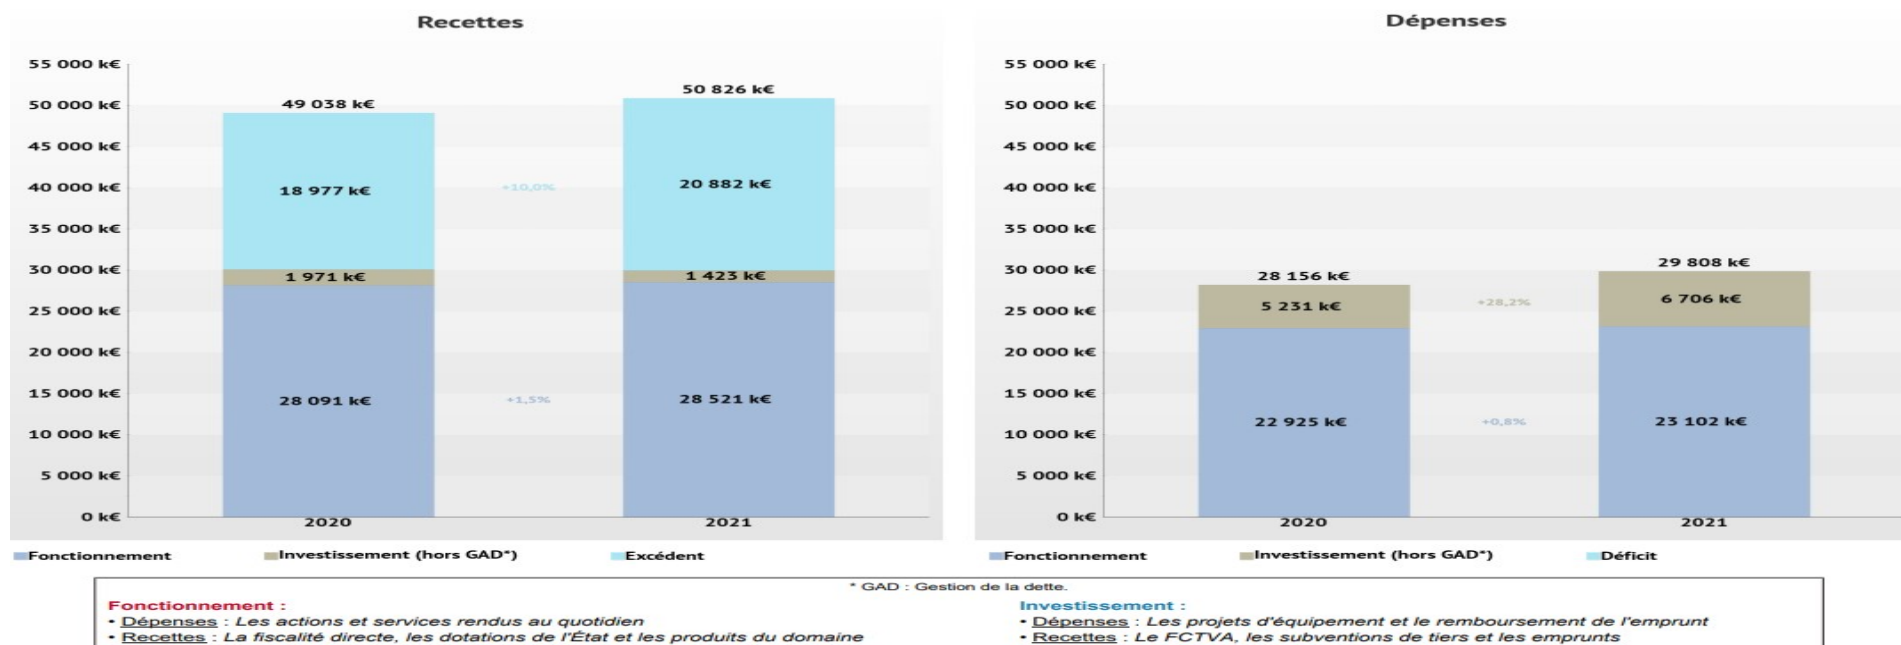 Recettes
55 000 k€
50 000 k€
45 000 k€
40 000 k€
35 000 k€
30 000 k€
25 000 k€
20 000 k€
15 000 k€
10 000 k€
5 000 k€
0 k€
49 038 k€
50 826 k€
18 977 k€
+10,0%
20 882 k€
1 971 k€
1 423 k€
28 091 k€
+1,5%
28 521 k€
2020
2021
Fonctionnement
Investissement (hors GAD*)
Excédent
Dépenses
55 000 k€
50 000 k€
45 000 k€
40 000 k€
35 000 k€
30 000 k€
25 000 k€
20 000 k€
15 000 k€
10 000 k€
5 000 k€
0 k€
28 156 k€
29 808 k€
5 231 k€
+28,2%
6 706 k€
22 925 k€
+0,8%
23 102 k€
2020
2021
Fonctionnement
Investissement (hors GAD*)
Déficit
* GAD : Gestion de la dette.
Fonctionnement :
• Dépenses : Les actions et services rendus au quotidien
• Recettes : La fiscalité directe, les dotations de l'État et les produits du domaine
Investissement :
• Dépenses : Les projets d'équipement et le remboursement de l'emprunt
• Recettes : Le FCTVA, les subventions de tiers et les emprunts